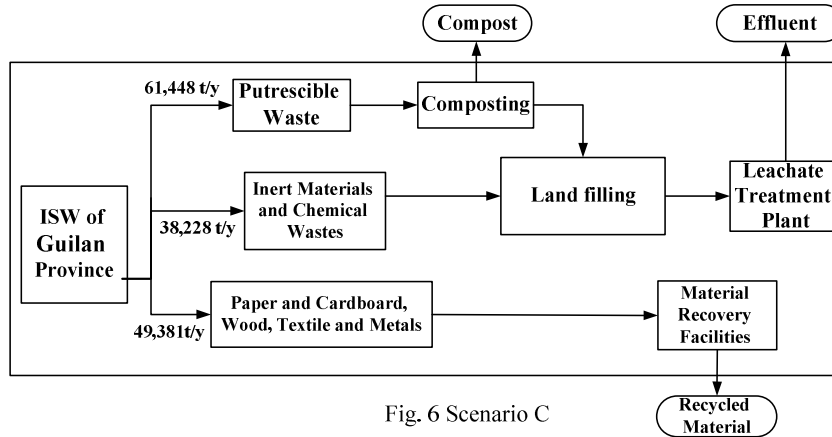 Compost
Effluent
61,448 t/y
Putrescible
Waste
Composting
ISW of
Guilan
Province
38,228 t/y
Inert Materials
and Chemical
Wastes
Land filling
Leachate
Treatment
Plant
49,381t/y
Paper and Cardboard,
Wood, Textile and Metals
Material
Recovery
Facilities
Recycled
Material
Fig. 6 Scenario C